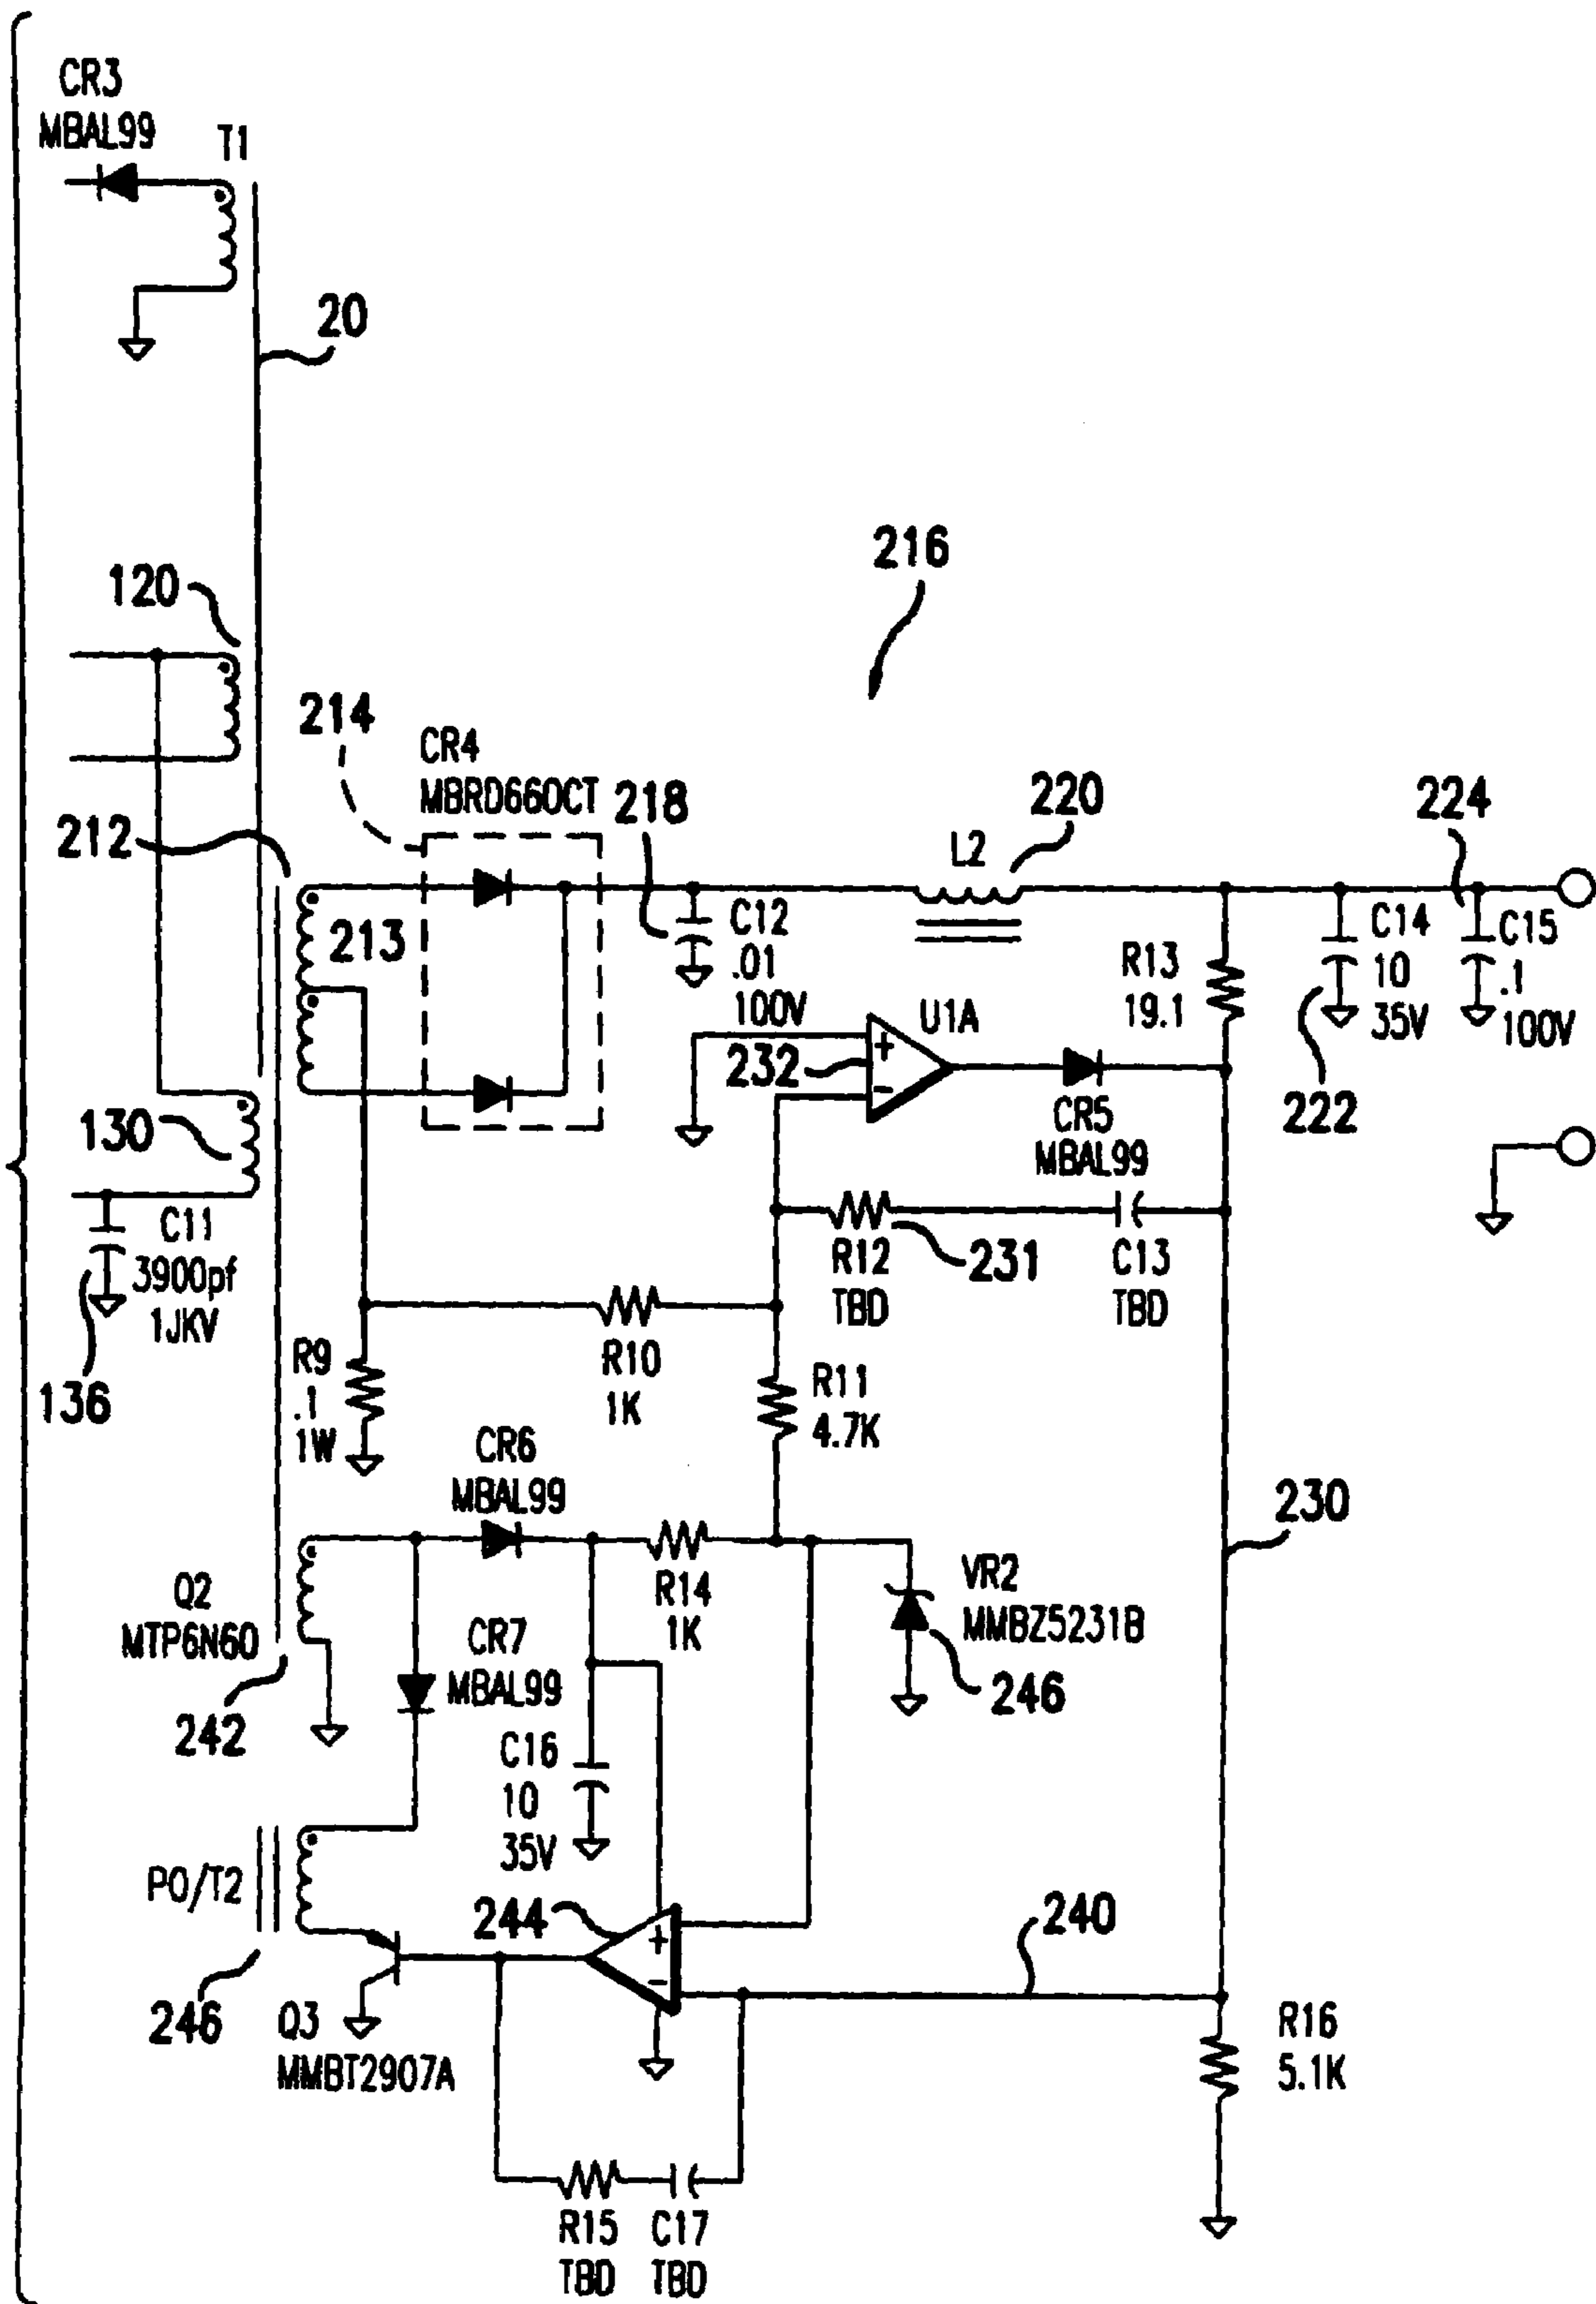 CR3
MBAL99
T1
20
216
120
214
CR4
MBRD660CT
218
220
L2
224
212
213
C12
.01
100V
R13
19.1
C14
10
35V
C15
.1
100V
U1A
232
+
−
222
130
CR5
MBAL99
C11
3900pf
1JKV
R12
TBD
231
C13
TBD
136
R9
.1
1W
R10
1K
R11
4.7K
CR6
MBAL99
230
Q2
MTP6N60
R14
1K
VR2
MMBZ5231B
CR7
MBAL99
246
242
C16
10
35V
PO/T2
244
+
−
240
246
Q3
MMBT2907A
R16
5.1K
R15
TBD
C17
TBD